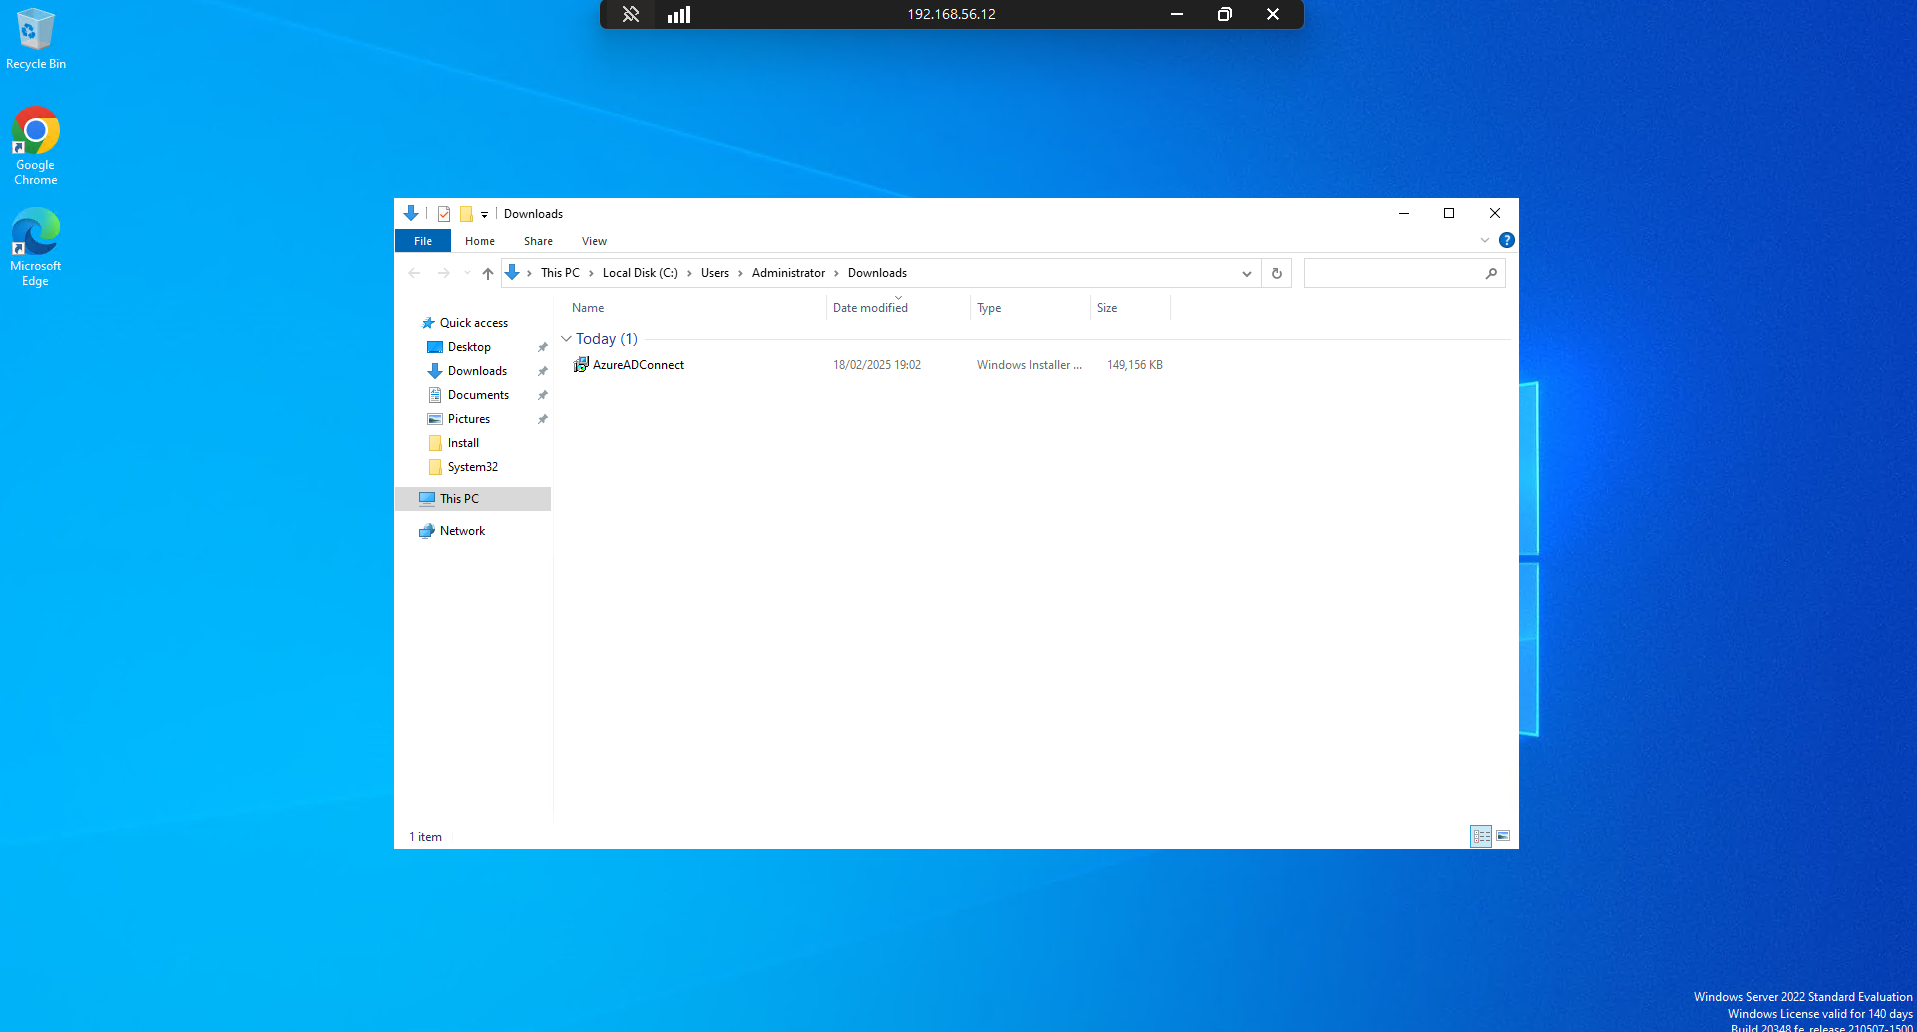 192.168.56.12
Recycle Bin
Google
Chrome
Microsoft
Edge
Downloads
File Home Share View
This PC Local Disk (C:) Users Administrator Downloads
Name Date modified Type Size
Quick access
Desktop
Downloads
Documents
Pictures
Install
System32
This PC
Network
Today (1)
AzureADConnect 18/02/2025 19:02 Windows Installer ... 149,156 KB
1 item
Windows Server 2022 Standard Evaluation
Windows License valid for 140 days
Build 20348.fe_release.210507-1500